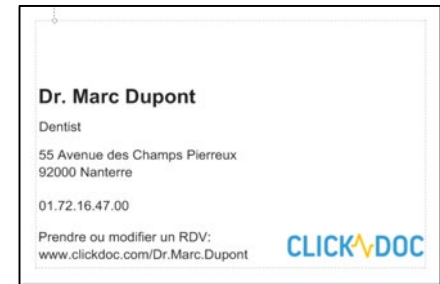 Dr. Marc Dupont
Dentist
55 Avenue des Champs Pierreux
92000 Nanterre
01.72.16.47.00
Prendre ou modifier un RDV:
www.clickdoc.com/Dr.Marc.Dupont
CLICKDOC